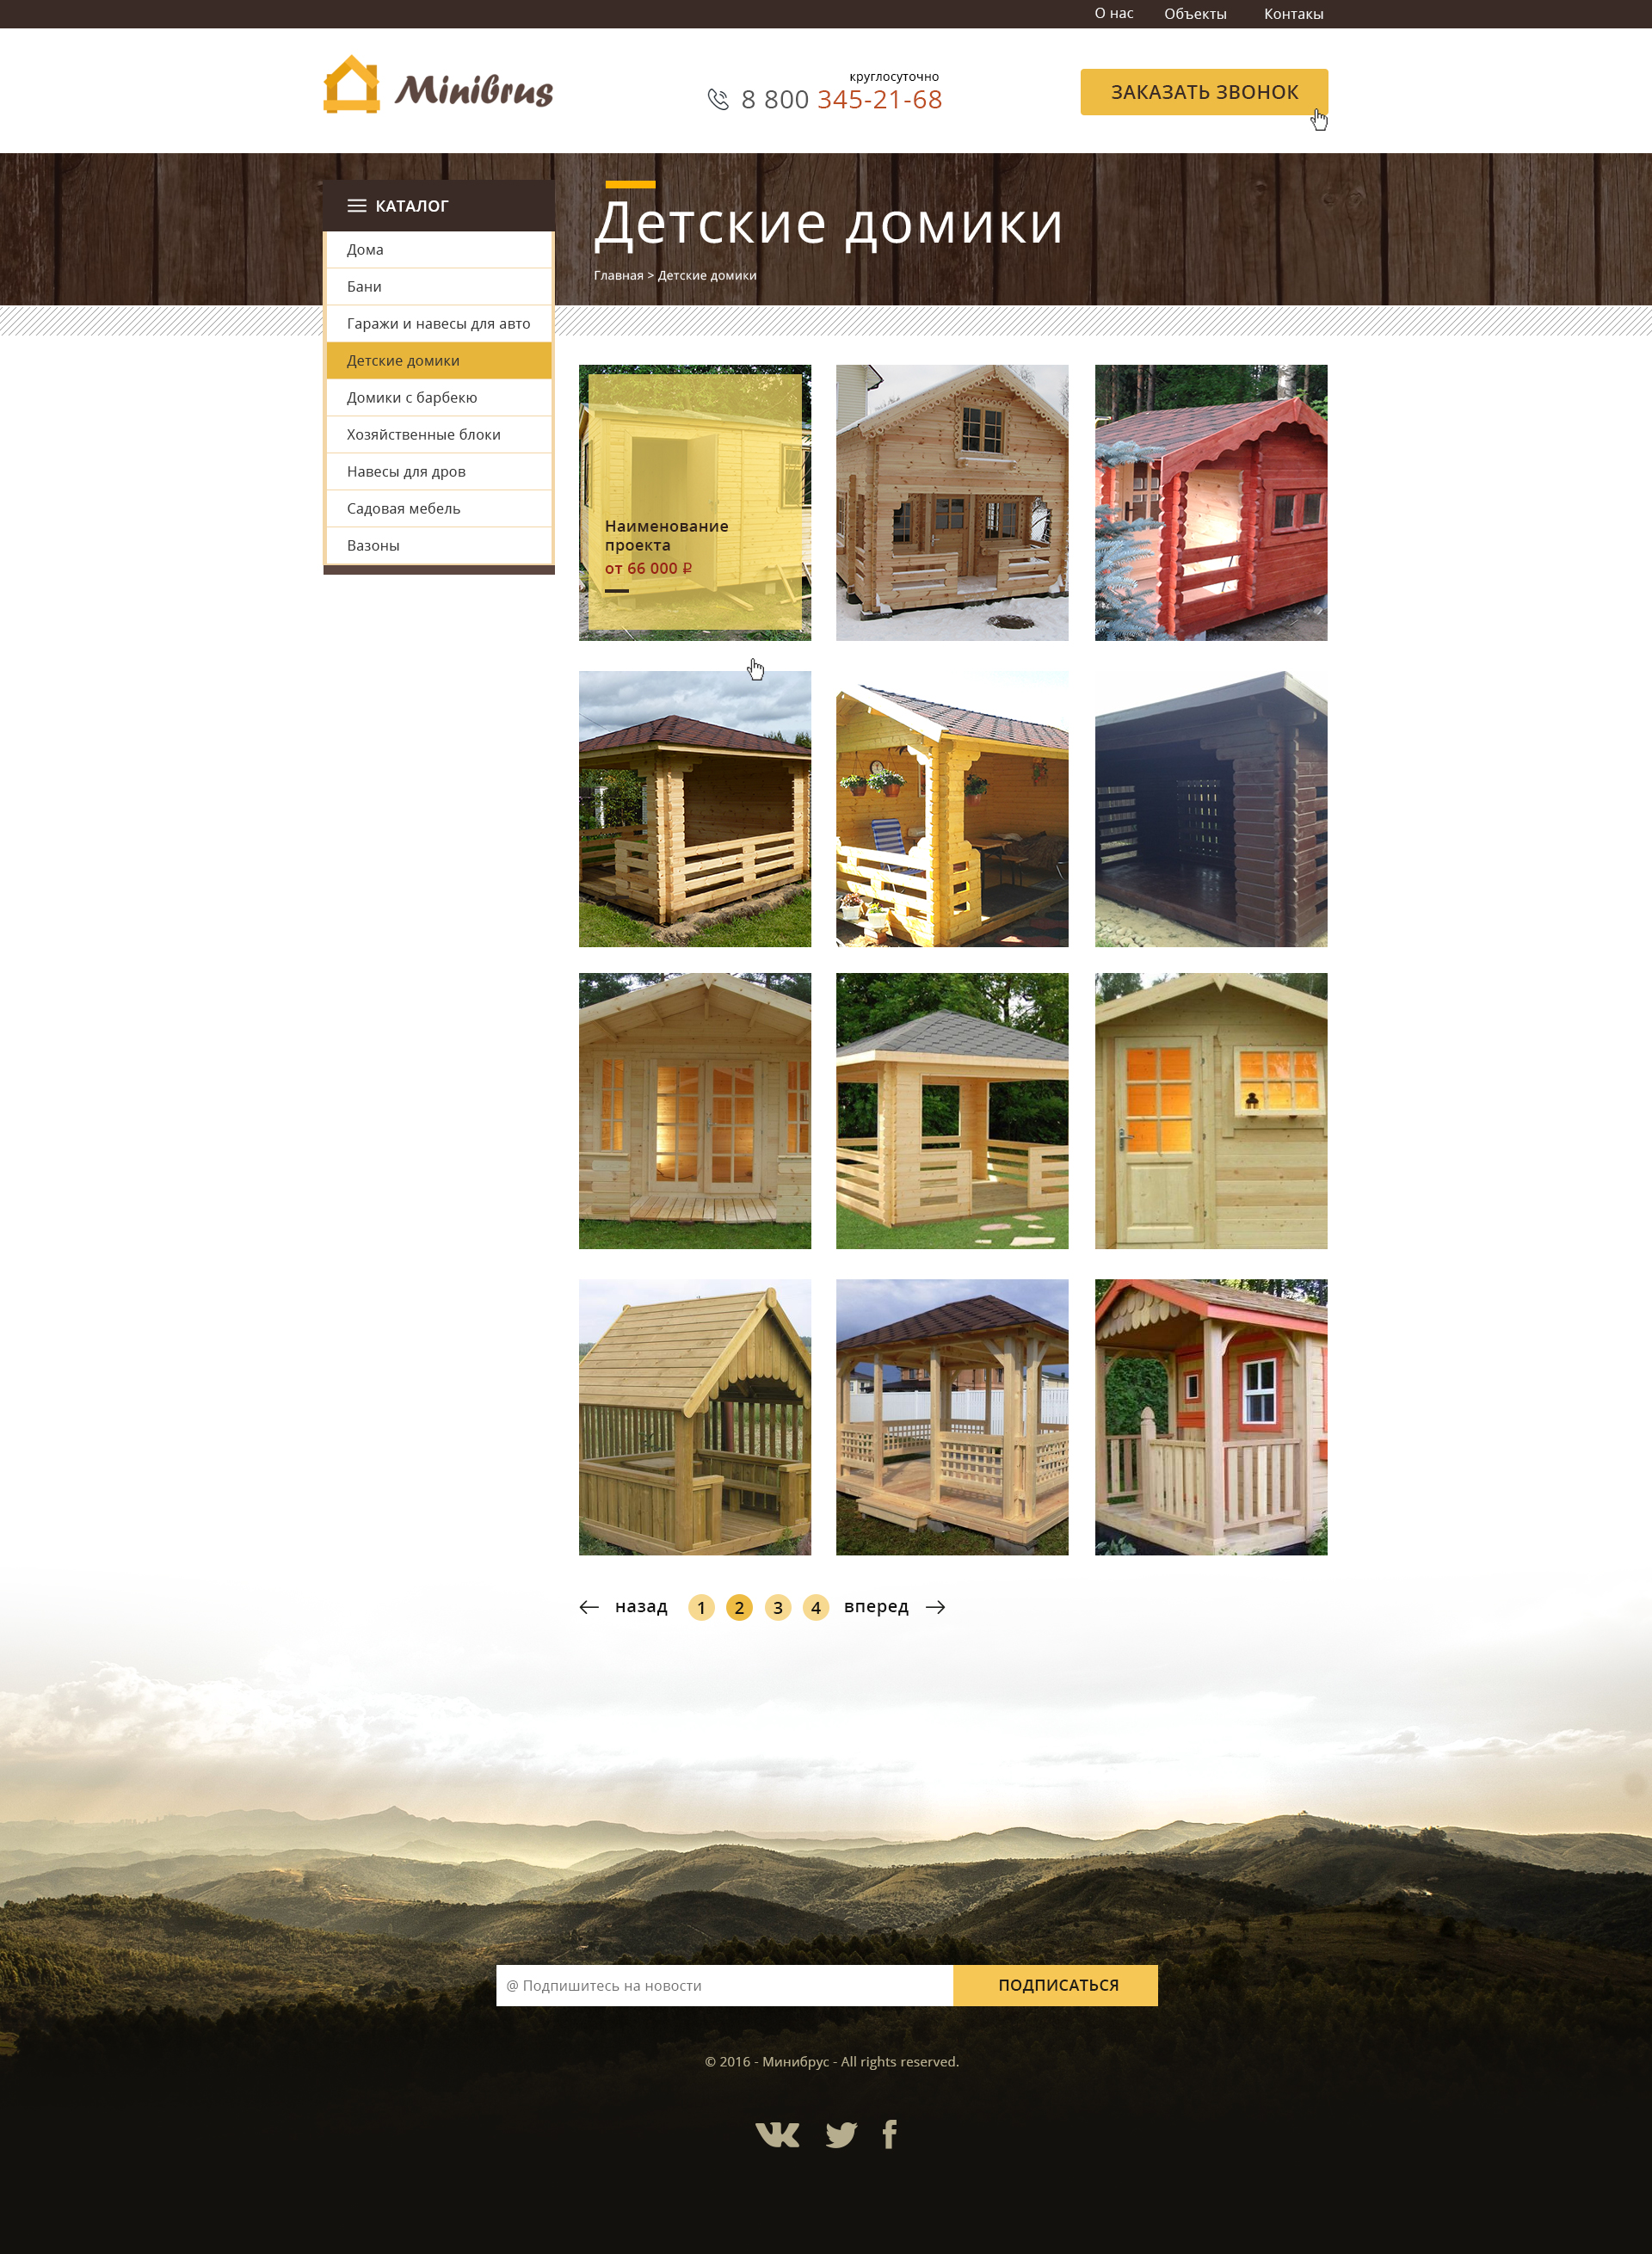 О нас
Объекты
Контакы
Minibrus
круглосуточно
8 800 345-21-68
ЗАКАЗАТЬ ЗВОНОК
КАТАЛОГ
Дома
Бани
Гаражи и навесы для авто
Детские домики
Домики с барбекю
Хозяйственные блоки
Навесы для дров
Садовая мебель
Вазоны
Детские домики
Главная > Детские домики
Наименование
проекта
от 66 000 ₽
назад 1 2 3 4 вперед
@ Подпишитесь на новости
ПОДПИСАТЬСЯ
© 2016 - Минибрус - All rights reserved.